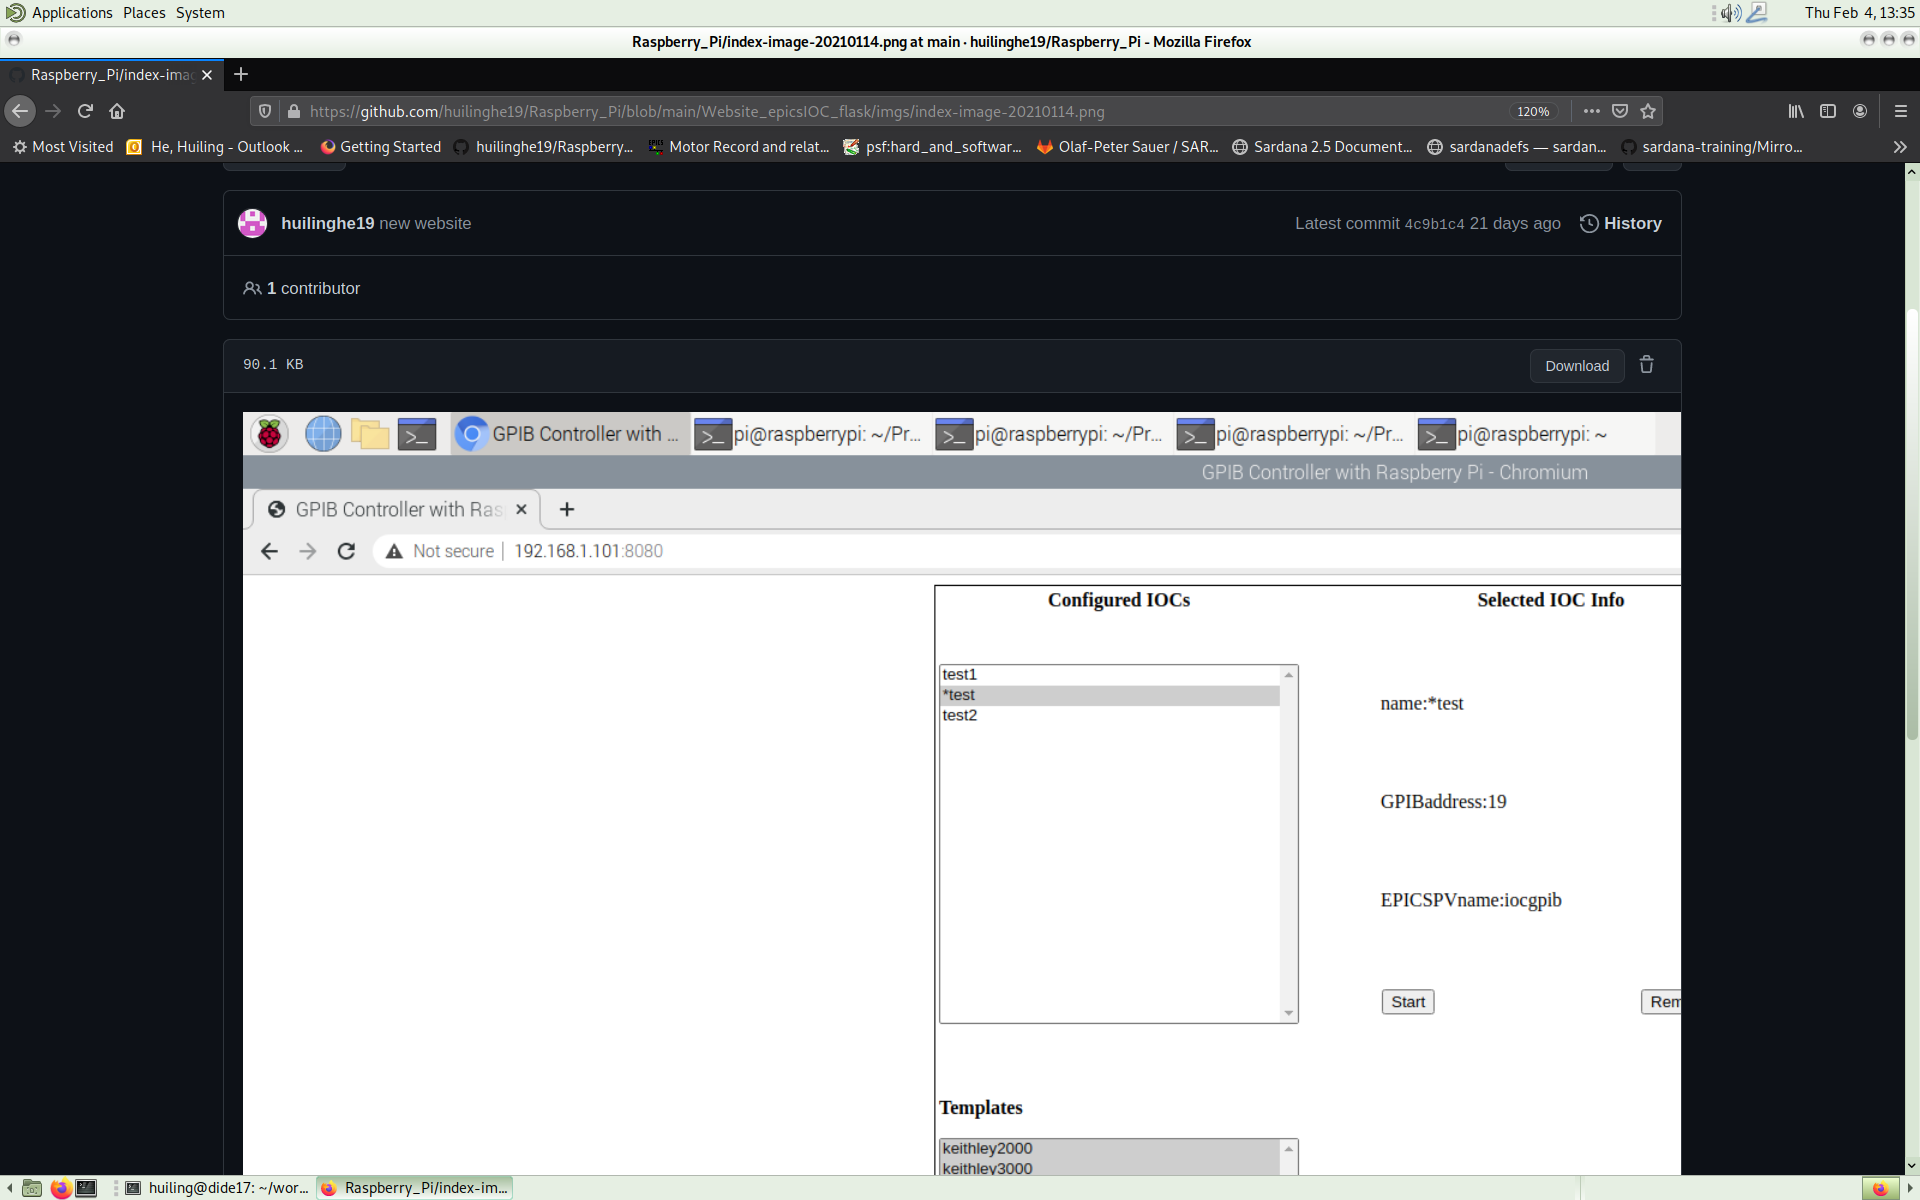 Applications Places System
Thu Feb 4, 13:35
Raspberry_Pi/index-image-20210114.png at main · huilinghe19/Raspberry_Pi - Mozilla Firefox
Raspberry_Pi/index-imag
https://github.com/huilinghe19/Raspberry_Pi/blob/main/Website_epicsIOC_flask/imgs/index-image-20210114.png
120%
Most Visited He, Huiling - Outlook ... Getting Started huilinghe19/Raspberry... Motor Record and relat... psf:hard_and_softwar... Olaf-Peter Sauer / SAR... Sardana 2.5 Document... sardanadefs — sardan... sardana-training/Mirro...
huilinghe19 new website
Latest commit 4c9b1c4 21 days ago History
1 contributor
90.1 KB
Download
GPIB Controller with ... pi@raspberrypi: ~/Pr... pi@raspberrypi: ~/Pr... pi@raspberrypi: ~/Pr... pi@raspberrypi: ~
GPIB Controller with Raspberry Pi - Chromium
GPIB Controller with Ras
Not secure | 192.168.1.101:8080
Configured IOCs
Selected IOC Info
test1
*test
test2
name:*test
GPIBaddress:19
EPICSPVname:iocgpib
Start
Rem
Templates
keithley2000
keithley3000
huiling@dide17: ~/wor...
Raspberry_Pi/index-im...